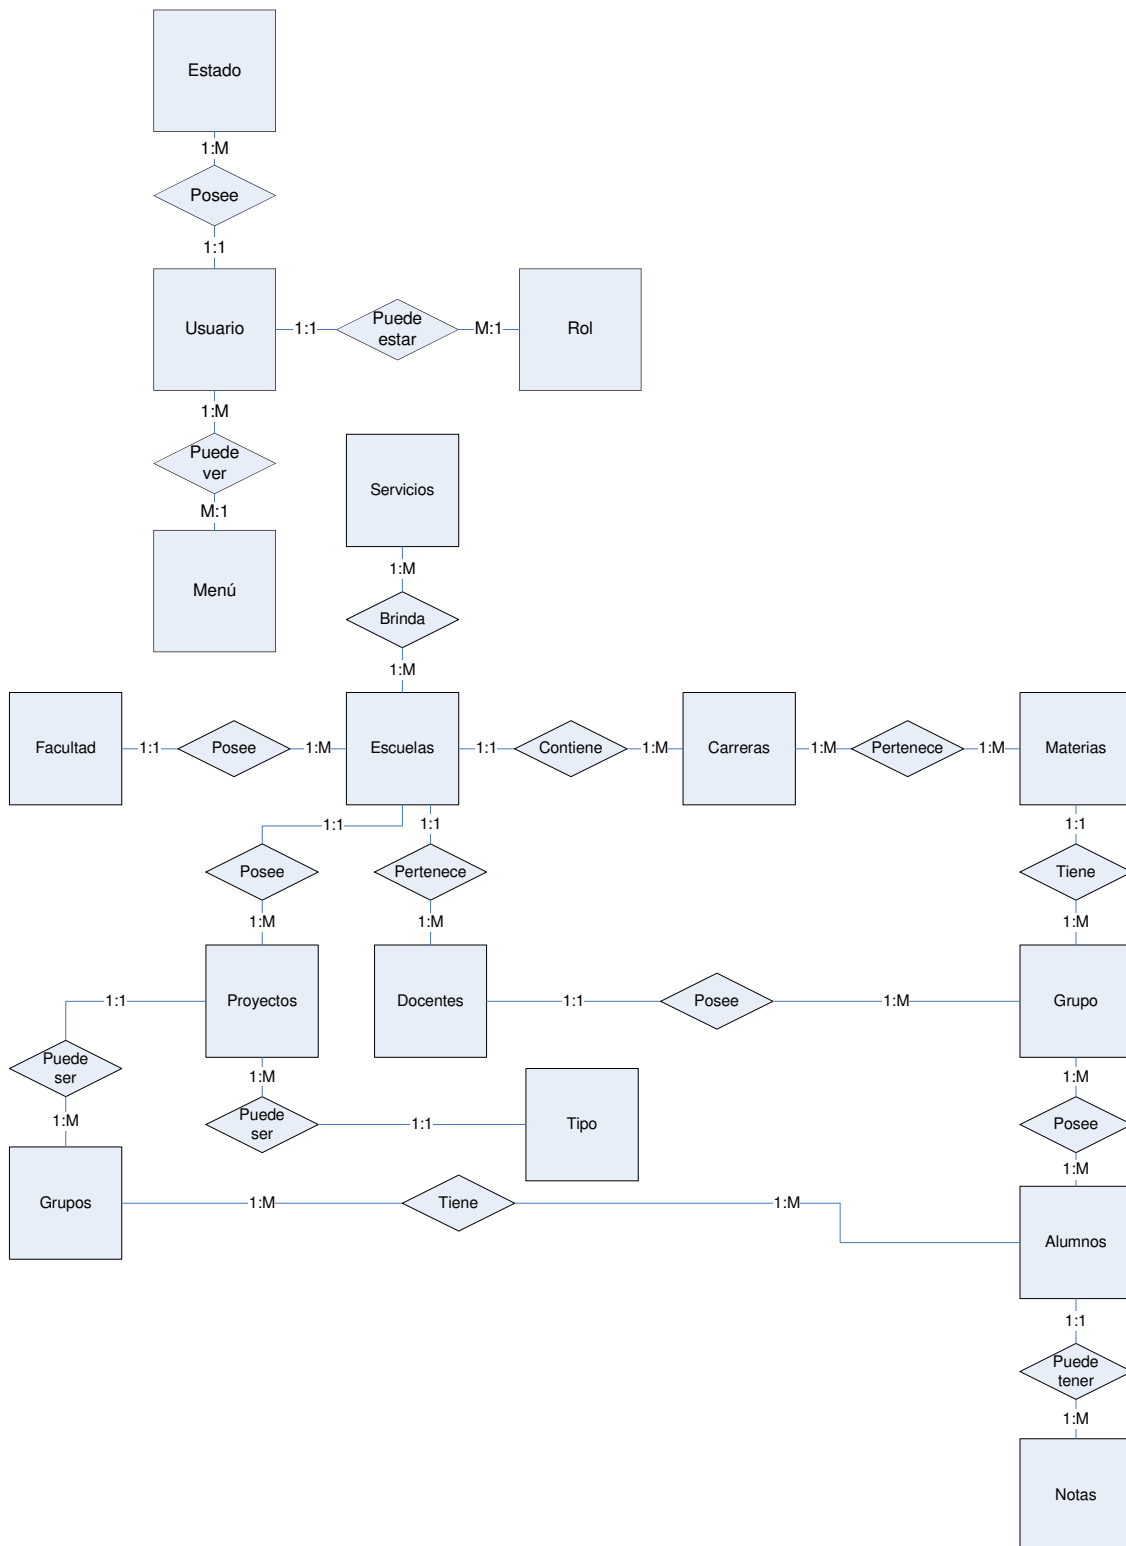 Estado
1:M
Posee
1:1
Usuario
1:1
Puede
estar
M:1
Rol
1:M
Puede
ver
M:1
Menú
Servicios
1:M
Brinda
1:M
Facultad
1:1
Posee
1:M
Escuelas
1:1
Contiene
1:M
Carreras
1:M
Pertenece
1:M
Materias
1:1
1:1
1:1
Posee
Pertenece
Tiene
1:M
1:M
1:M
1:1
Proyectos
Docentes
1:1
Posee
1:M
Grupo
Puede
ser
1:M
1:M
1:M
Puede
ser
1:1
Tipo
Posee
1:M
Grupos
1:M
Tiene
1:M
Alumnos
1:1
Puede
tener
1:M
Notas